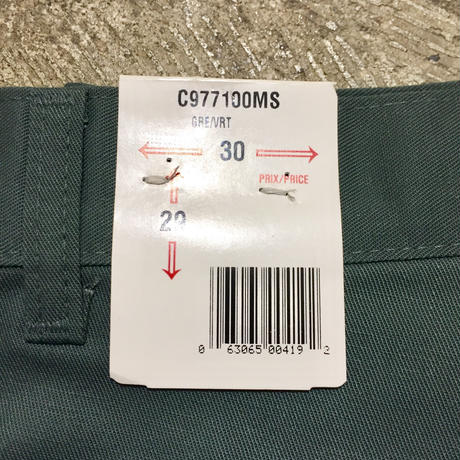 C977100MS
GRE/VRT
30
PRIX/PRICE
29
0 63065 00419 2